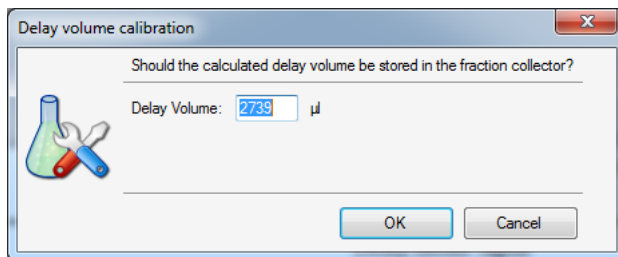 Delay volume calibration
Should the calculated delay volume be stored in the fraction collector?
Delay Volume: 2739 µl
OK Cancel